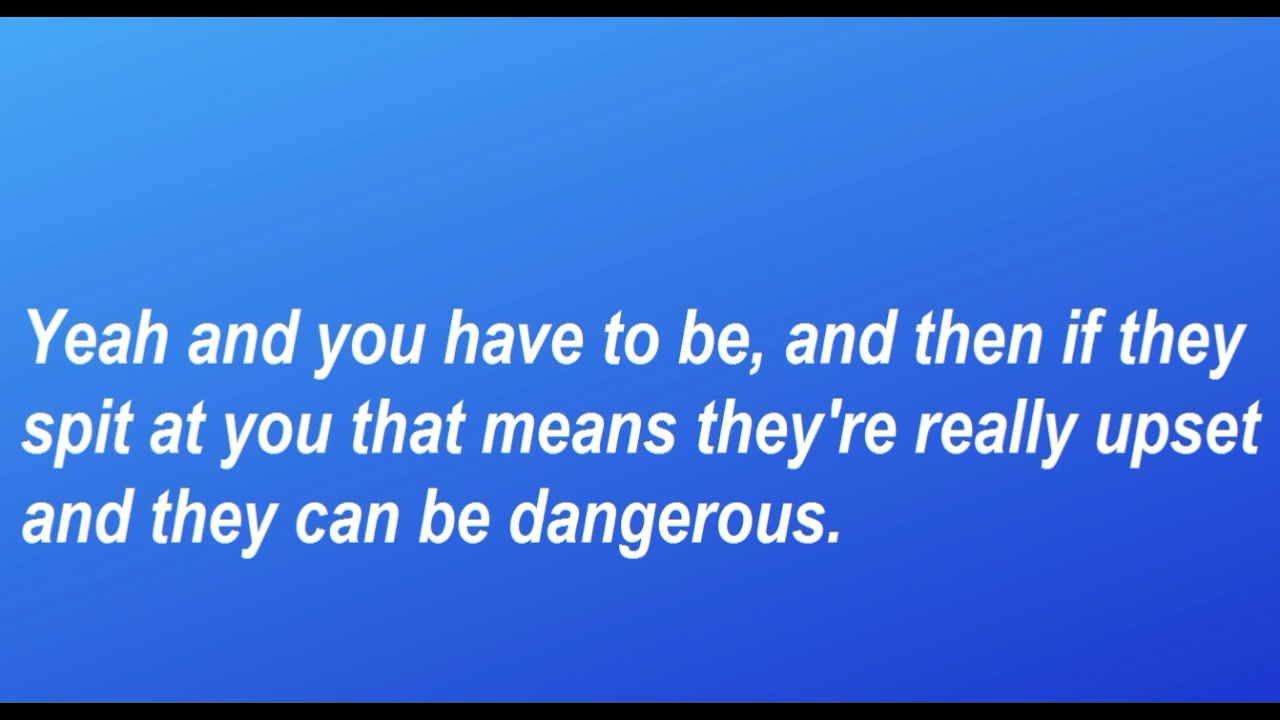 Yeah and you have to be, and then if they
spit at you that means they're really upset
and they can be dangerous.